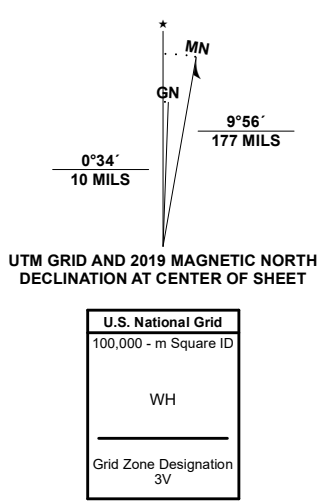 ★
MN
GN
9°56´
177 MILS
0°34´
10 MILS
UTM GRID AND 2019 MAGNETIC NORTH
DECLINATION AT CENTER OF SHEET
U.S. National Grid
100,000 - m Square ID
WH
Grid Zone Designation
3V